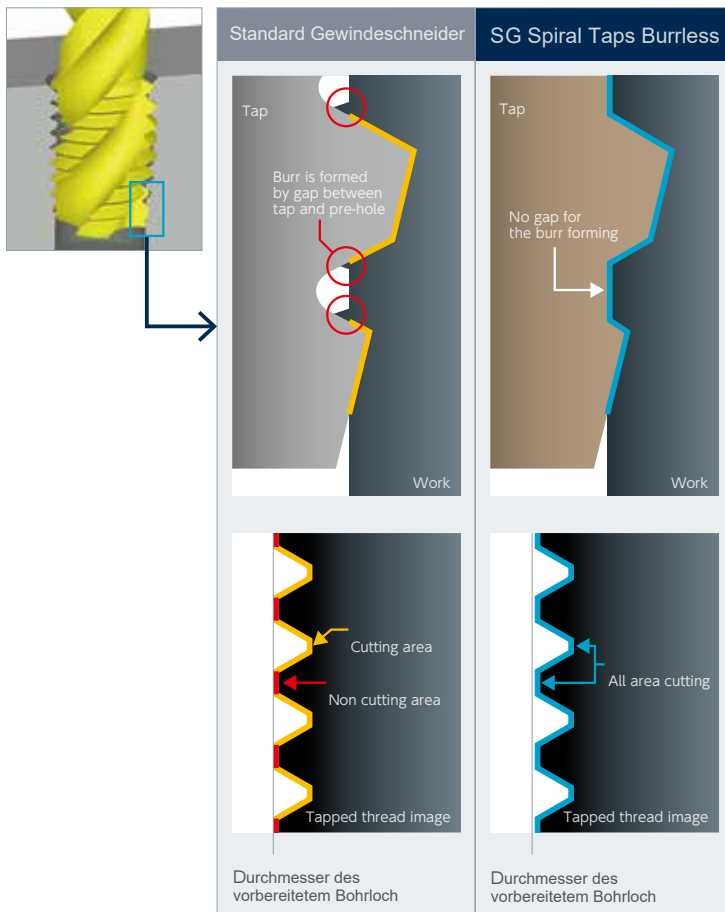 Standard Gewindeschneider
SG Spiral Taps Burrless
Tap
Burr is formed
by gap between
tap and pre-hole
Work
Tap
No gap for
the burr forming
Work
Cutting area
Non cutting area
Tapped thread image
All area cutting
Tapped thread image
Durchmesser des
vorbereitetem Bohrloch
Durchmesser des
vorbereitetem Bohrloch